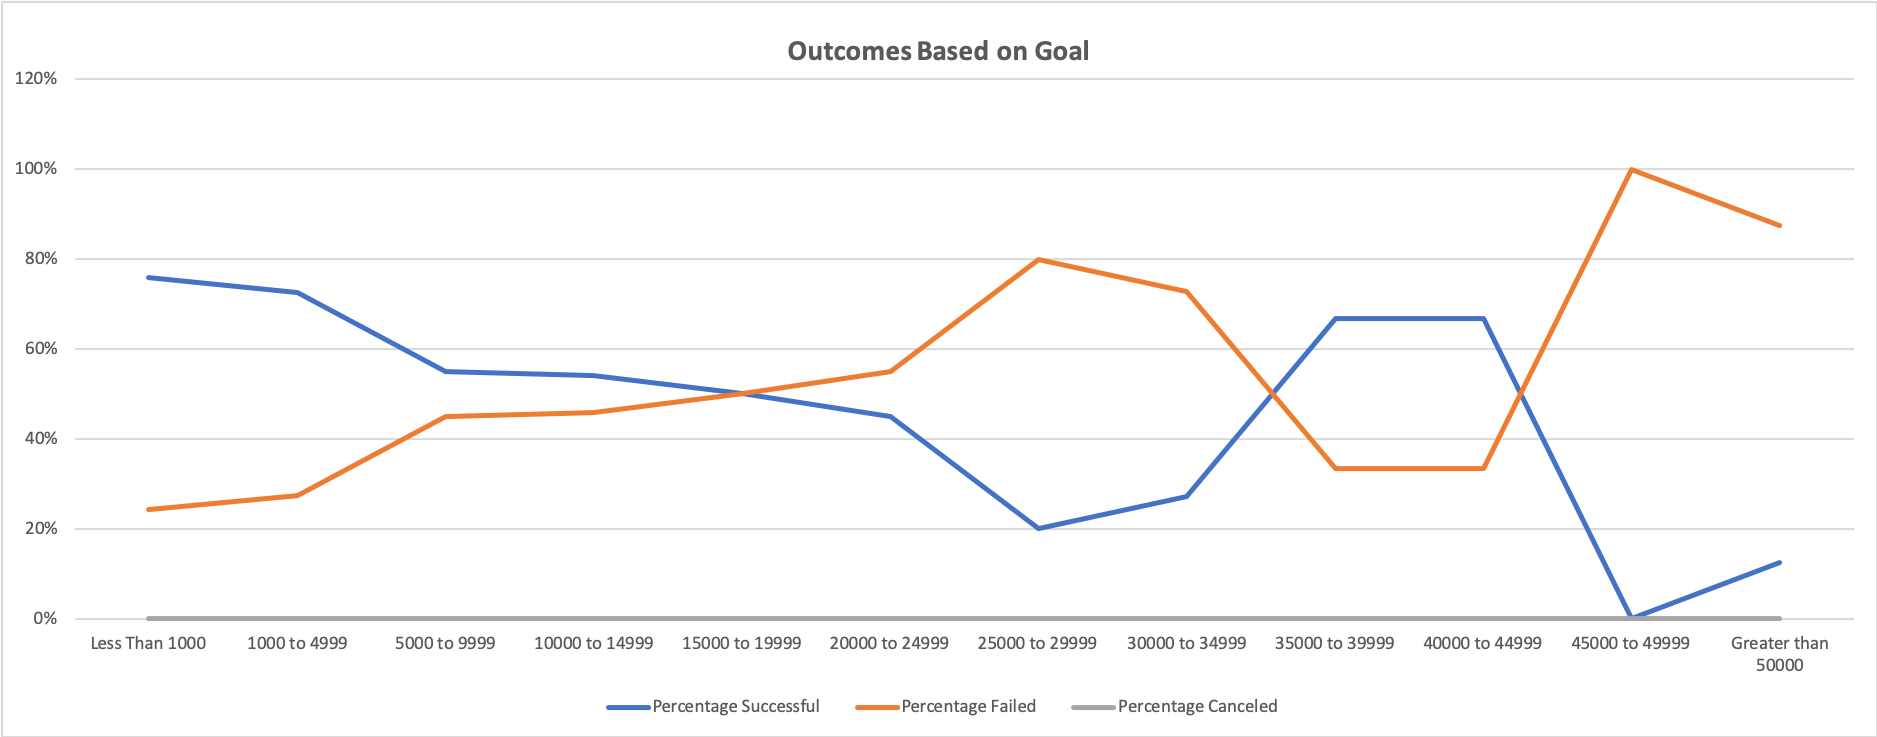 Outcomes Based on Goal
120%
100%
80%
60%
40%
20%
0%
Less Than 1000
1000 to 4999
5000 to 9999
10000 to 14999
15000 to 19999
20000 to 24999
25000 to 29999
30000 to 34999
35000 to 39999
40000 to 44999
45000 to 49999
Greater than
50000
Percentage Successful
Percentage Failed
Percentage Canceled